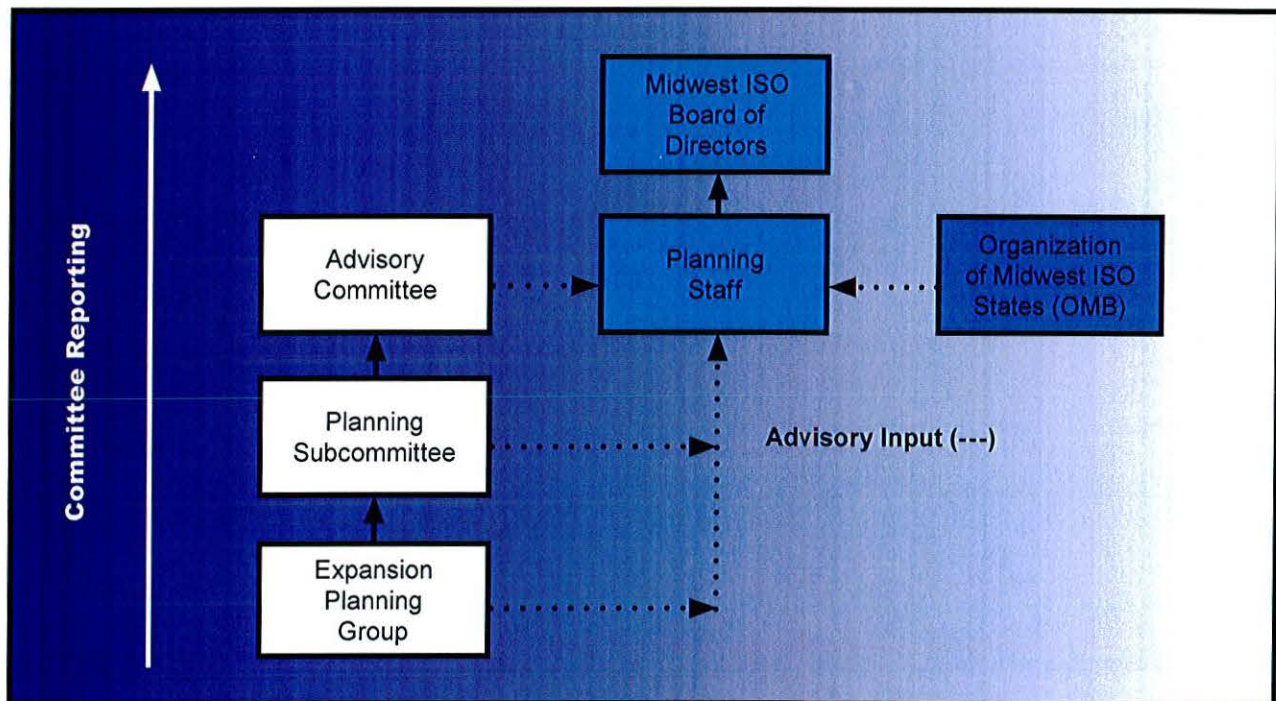 Committee Reporting
Midwest ISO
Board of
Directors
Advisory
Committee
Planning
Staff
Organization
of Midwest ISO
States (OMB)
Planning
Subcommittee
Advisory Input (---)
Expansion
Planning
Group